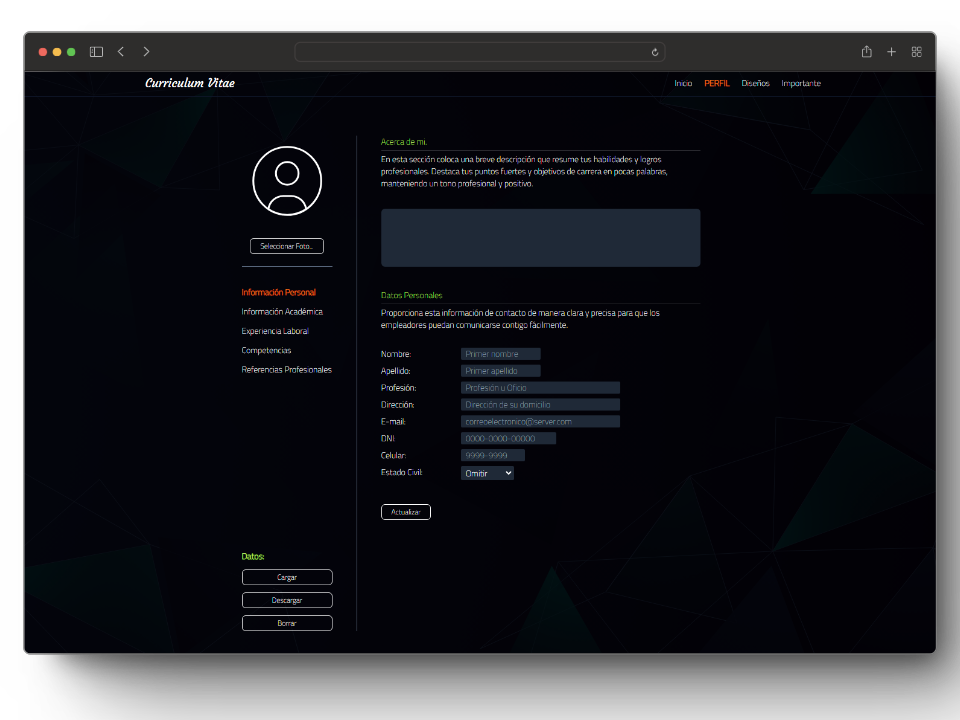 Curriculum Vitae
Inicio PERFIL Diseños Importante
Seleccionar Foto...
Información Personal
Información Académica
Experiencia Laboral
Competencias
Referencias Profesionales
Datos:
Cargar
Descargar
Borrar
Acerca de mi.
En esta sección coloca una breve descripción que resume tus habilidades y logros
profesionales. Destaca tus puntos fuertes y objetivos de carrera en pocas palabras,
manteniendo un tono profesional y positivo.
Datos Personales
Proporciona esta información de contacto de manera clara y precisa para que los
empleadores puedan comunicarse contigo fácilmente.
Nombre: Primer nombre
Apellido: Primer apellido
Profesión: Profesión u Oficio
Dirección: Dirección de su domicilio
E-mail: correoelectronico@server.com
DNI: 0000-0000-00000
Celular: 9999-9999
Estado Civil: Omitir
Actualizar